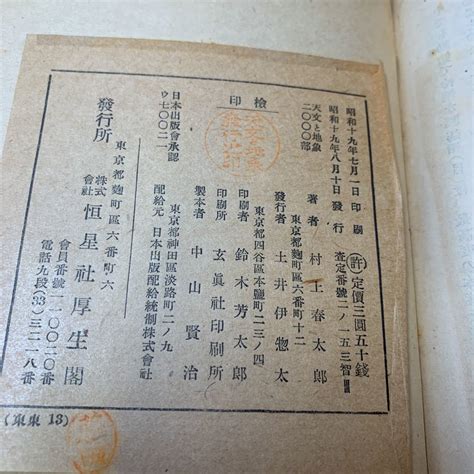 昭和十九年七月一日印刷
昭和十九年八月十日發行
㊞定價三圓五十錢
査定番號二ノ一五三智
天文と地象
二〇〇〇部
著者 村上春太郎
東京都麴町區六番町十二
發行者 土井伊惣太
東京都四谷區本鹽町二三ノ四
印刷者 鈴木芳太郎
印刷所 玄眞社印刷所
製本者 中山賢治
檢印
日本出版會承認
ウ七〇〇二一
東京都神田區淡路町二ノ九
配給元 日本出版配給統制株式會社
東京都麴町區六番町六
發行所
株式會社 恒星社厚生閣
會員番號一一〇〇二〇番
電話九段(33)三二一八番
(東東 13)